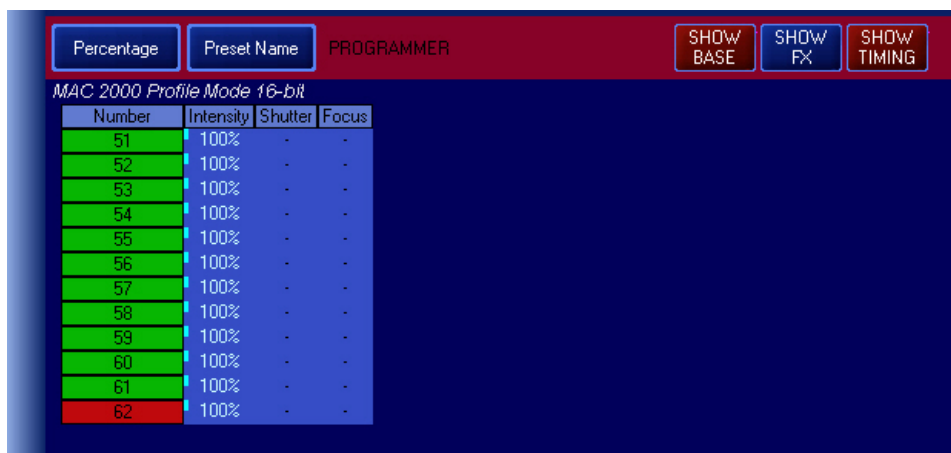 Percentage Preset Name PROGRAMMER SHOW BASE SHOW FX SHOW TIMING
MAC 2000 Profile Mode 16-bit
Number Intensity Shutter Focus
51 100% - -
52 100% - -
53 100% - -
54 100% - -
55 100% - -
56 100% - -
57 100% - -
58 100% - -
59 100% - -
60 100% - -
61 100% - -
62 100% - -